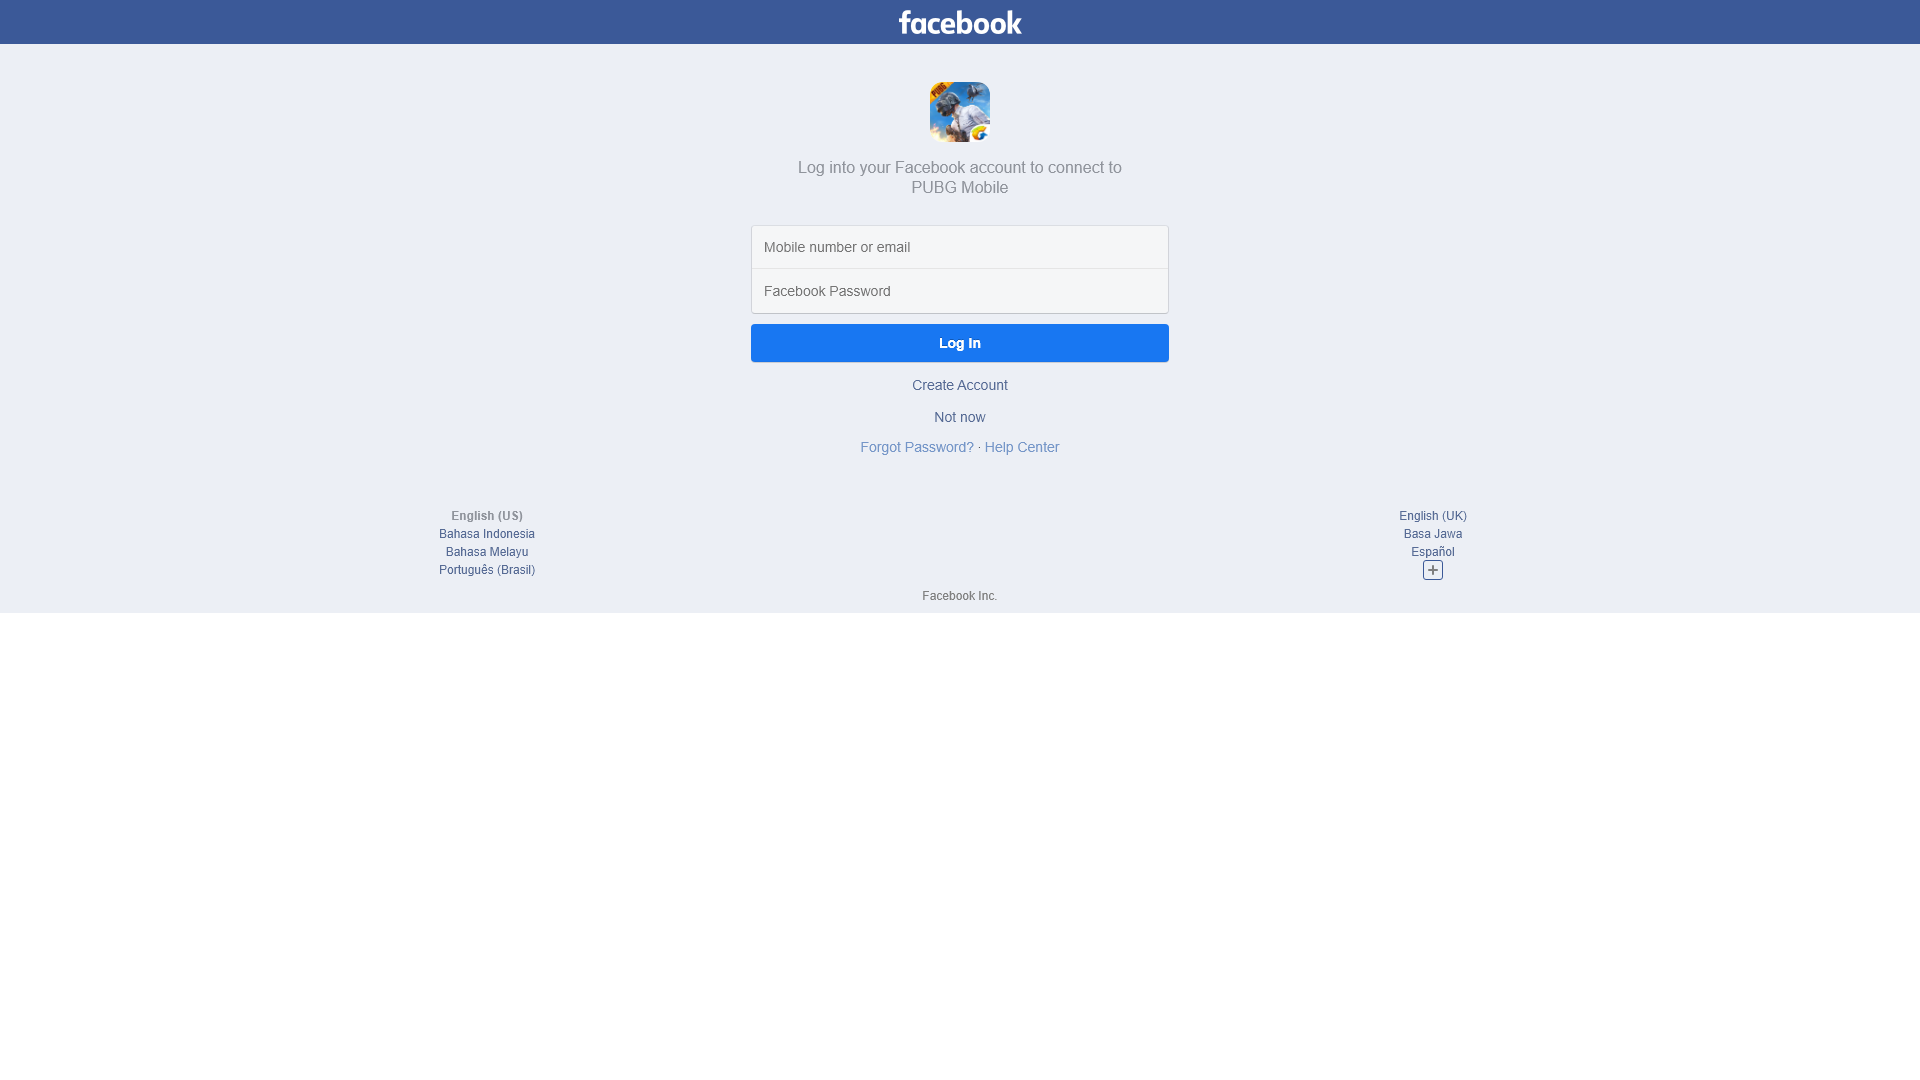 facebook
PUBG
Log into your Facebook account to connect to
PUBG Mobile
Mobile number or email
Facebook Password
Log In
Create Account
Not now
Forgot Password? · Help Center
English (US)
Bahasa Indonesia
Bahasa Melayu
Português (Brasil)
English (UK)
Basa Jawa
Español
Facebook Inc.